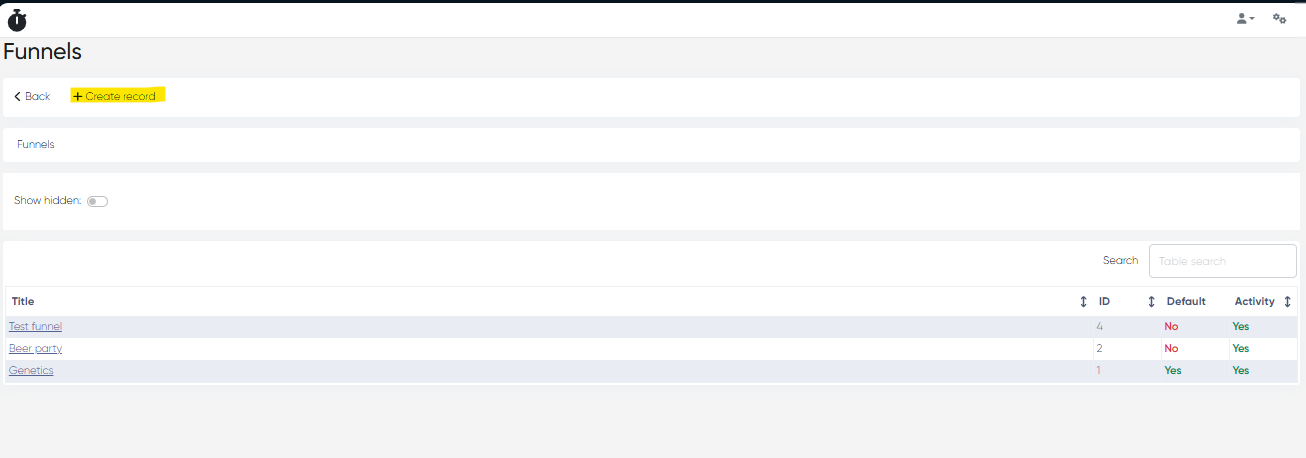 Funnels
Back + Create record
Funnels
Show hidden:
Search Table search
Title ID Default Activity
Test funnel 4 No Yes
Beer party 2 No Yes
Genetics 1 Yes Yes